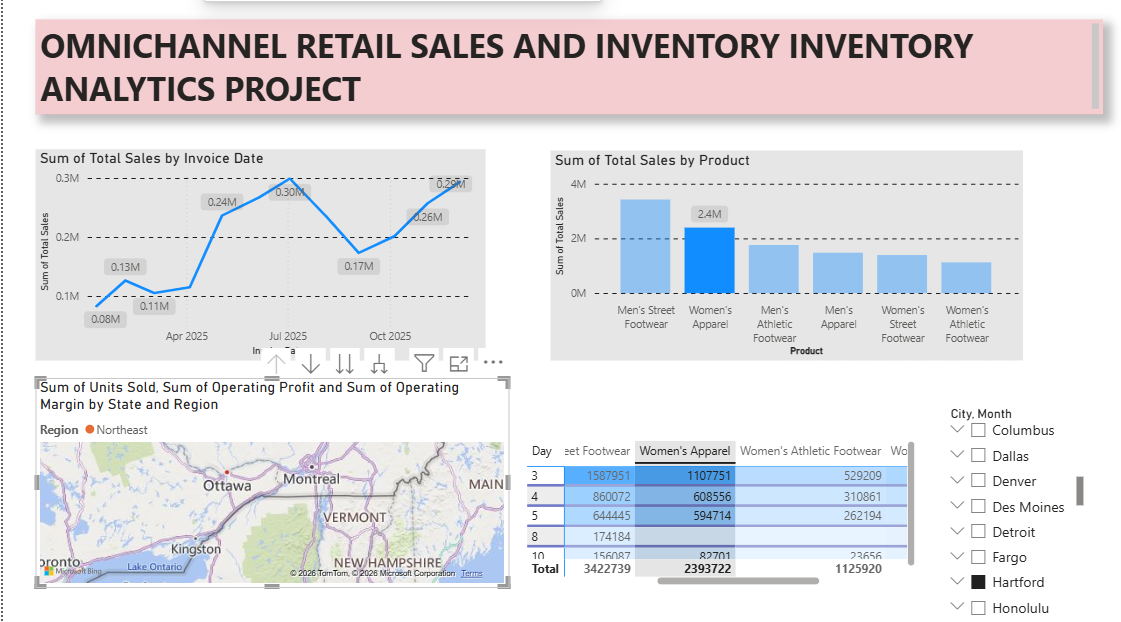 OMNICHANNEL RETAIL SALES AND INVENTORY INVENTORY
ANALYTICS PROJECT
Sum of Total Sales by Invoice Date
Sum of Total Sales
0.3M
0.2M
0.1M
0.08M
0.13M
0.11M
0.24M
0.30M
0.17M
0.26M
0.29M
Apr 2025
Jul 2025
Oct 2025
Sum of Total Sales by Product
Sum of Total Sales
4M
2M
0M
2.4M
Men's Street
Footwear
Women's
Apparel
Men's
Athletic
Footwear
Men's
Apparel
Women's
Street
Footwear
Women's
Athletic
Footwear
Product
Sum of Units Sold, Sum of Operating Profit and Sum of Operating
Margin by State and Region
Region Northeast
Ottawa
Montreal
MAIN
VERMONT
Kingston
oronto
Lake Ontario
NEW HAMPSHIRE
Microsoft Bing
© 2026 TomTom, © 2026 Microsoft Corporation Terms
Day eet Footwear Women's Apparel Women's Athletic Footwear Wo
3 1587951 1107751 529209
4 860072 608556 310861
5 644445 594714 262194
8 174184
10 156087 82701 23656
Total 3422739 2393722 1125920
City, Month
Columbus
Dallas
Denver
Des Moines
Detroit
Fargo
Hartford
Honolulu